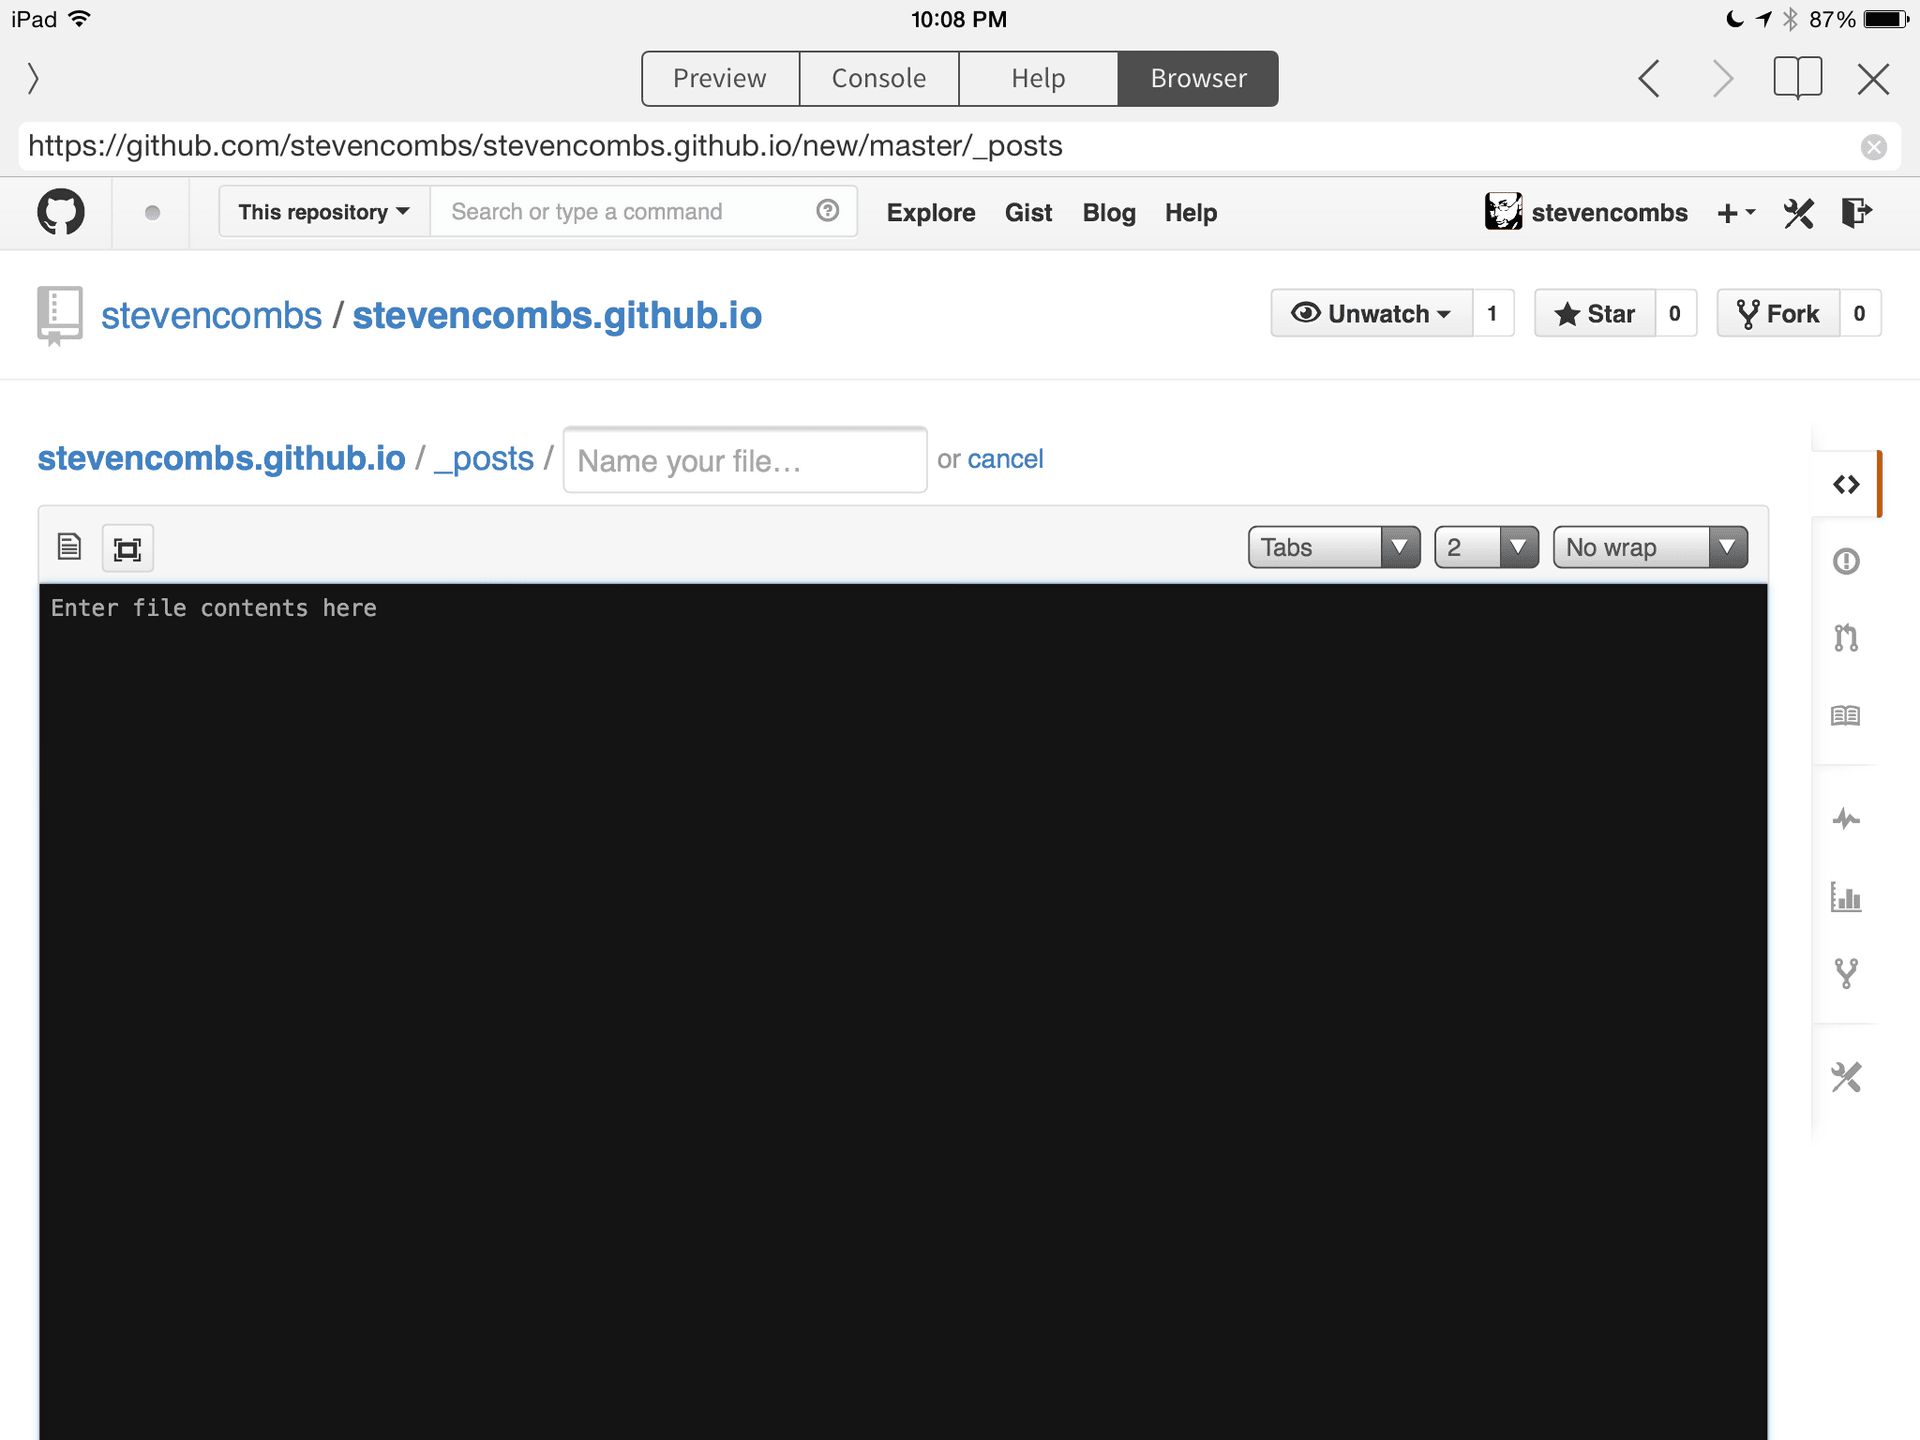 iPad 10:08 PM 87%
Preview Console Help Browser
https://github.com/stevencombs/stevencombs.github.io/new/master/_posts
This repository Search or type a command Explore Gist Blog Help stevencombs
stevencombs / stevencombs.github.io Unwatch 1 Star 0 Fork 0
stevencombs.github.io / _posts / Name your file... or cancel
Tabs 2 No wrap
Enter file contents here